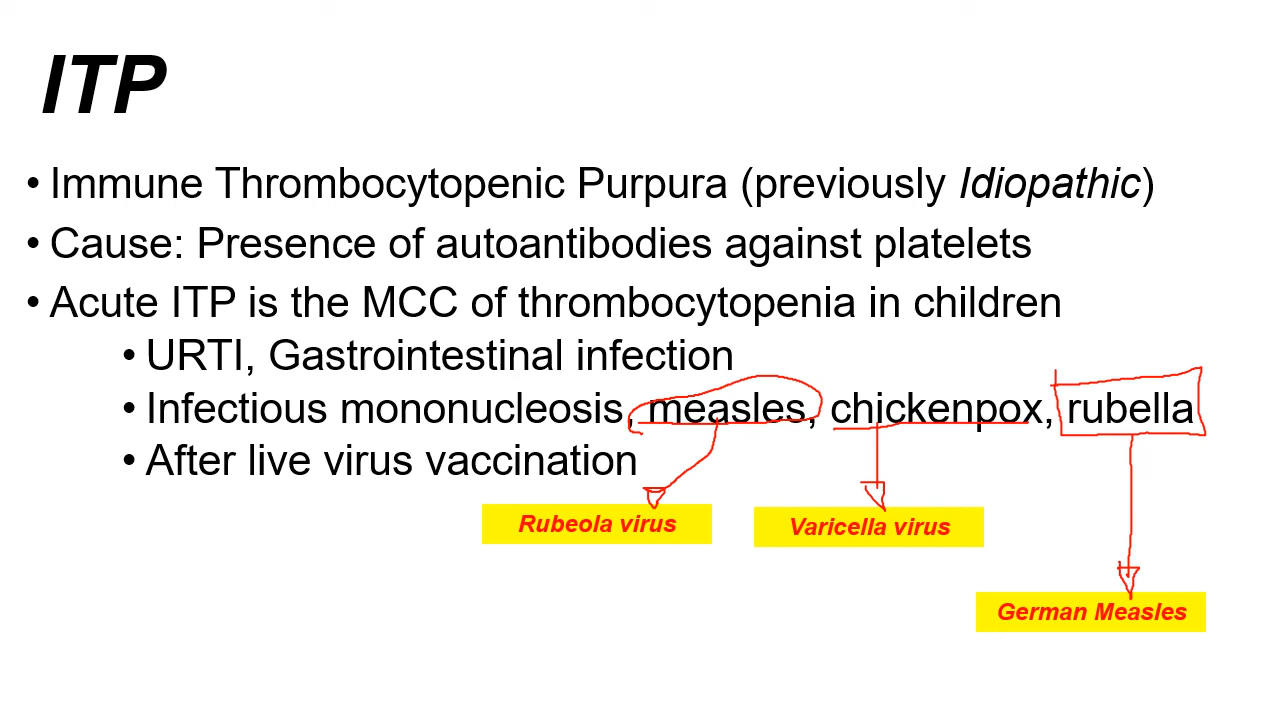 ITP
• Immune Thrombocytopenic Purpura (previously Idiopathic)
• Cause: Presence of autoantibodies against platelets
• Acute ITP is the MCC of thrombocytopenia in children
• URTI, Gastrointestinal infection
• Infectious mononucleosis, measles, chickenpox, rubella
• After live virus vaccination
Rubeola virus
Varicella virus
German Measles